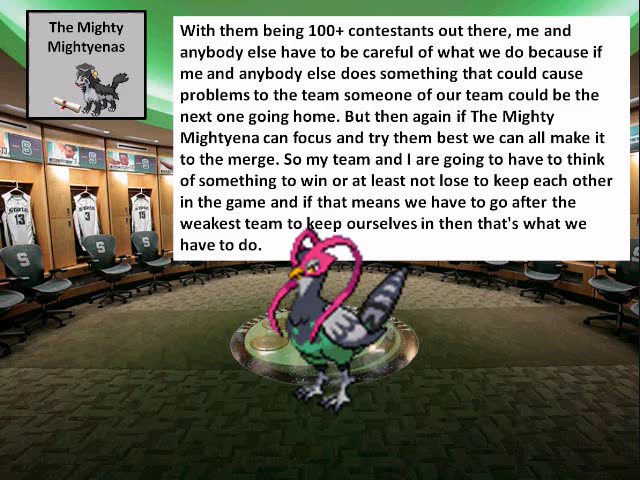 The Mighty
Mightyenas
With them being 100+ contestants out there, me and
anybody else have to be careful of what we do because if
me and anybody else does something that could cause
problems to the team someone of our team could be the
next one going home. But then again if The Mighty
Mightyena can focus and try them best we can all make it
to the merge. So my team and I are going to have to think
of something to win or at least not lose to keep each other
in the game and if that means we have to go after the
weakest team to keep ourselves in then that's what we
have to do.
13
3
15
S
S
S